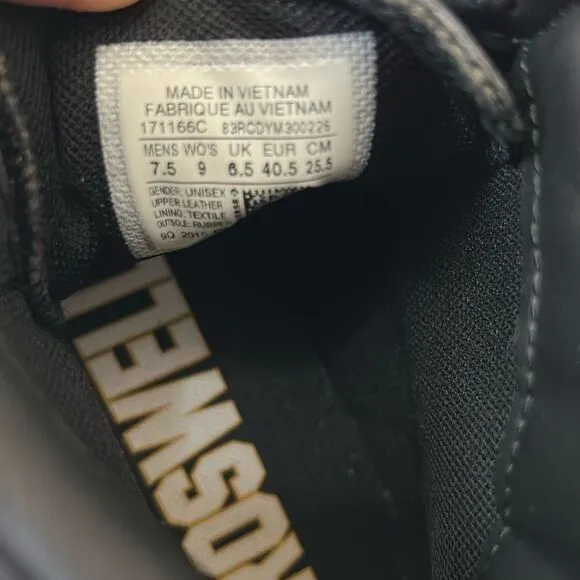 MADE IN VIETNAM
FABRIQUE AU VIETNAM
171166C 83RCDYM300226
MENS WO'S UK EUR CM
7.5 9 6.5 40.5 25.5
GENDER: UNISEX
UPPER: LEATHER
LINING: TEXTILE
OUTSOLE: RUBBER